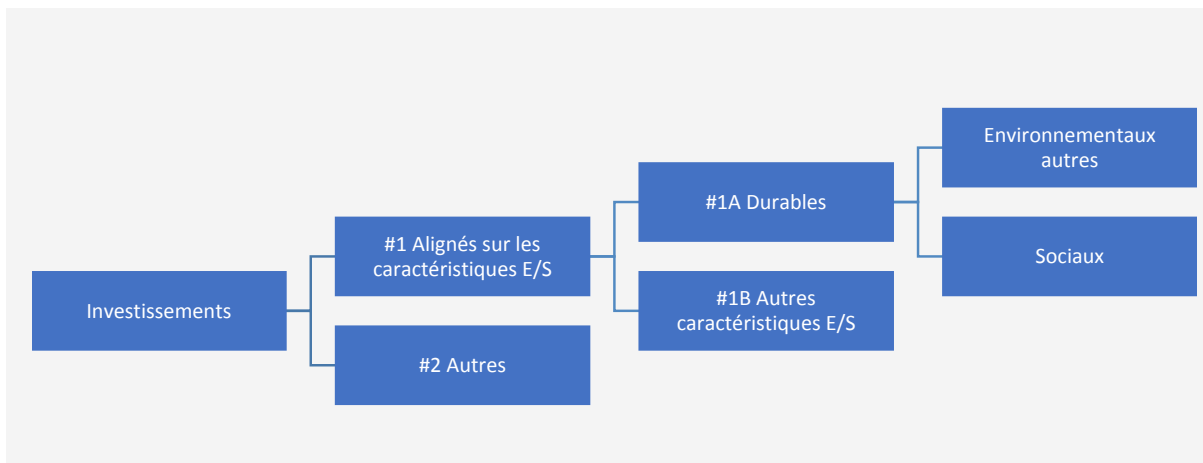 Investissements
#1 Alignés sur les
caractéristiques E/S
#2 Autres
#1A Durables
#1B Autres
caractéristiques E/S
Environnementaux
autres
Sociaux